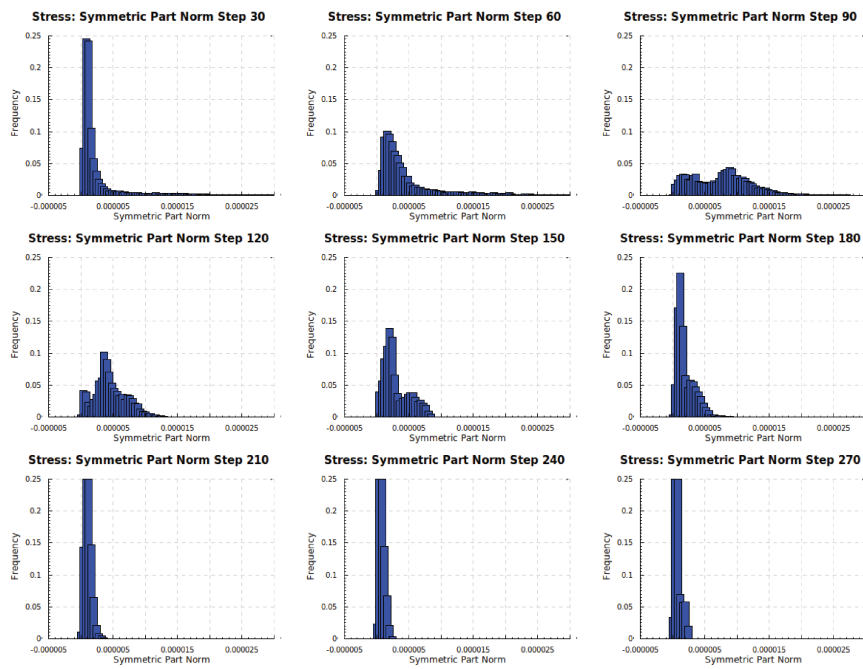 Stress: Symmetric Part Norm Step 30
0.25
0.2
0.15
0.1
0.05
0
Frequency
-0.000005 0.000005 0.000015 0.000025
Symmetric Part Norm
Stress: Symmetric Part Norm Step 60
0.25
0.2
0.15
0.1
0.05
0
Frequency
-0.000005 0.000005 0.000015 0.000025
Symmetric Part Norm
Stress: Symmetric Part Norm Step 90
0.25
0.2
0.15
0.1
0.05
0
Frequency
-0.000005 0.000005 0.000015 0.000025
Symmetric Part Norm
Stress: Symmetric Part Norm Step 120
0.25
0.2
0.15
0.1
0.05
0
Frequency
-0.000005 0.000005 0.000015 0.000025
Symmetric Part Norm
Stress: Symmetric Part Norm Step 150
0.25
0.2
0.15
0.1
0.05
0
Frequency
-0.000005 0.000005 0.000015 0.000025
Symmetric Part Norm
Stress: Symmetric Part Norm Step 180
0.25
0.2
0.15
0.1
0.05
0
Frequency
-0.000005 0.000005 0.000015 0.000025
Symmetric Part Norm
Stress: Symmetric Part Norm Step 210
0.25
0.2
0.15
0.1
0.05
0
Frequency
-0.000005 0.000005 0.000015 0.000025
Symmetric Part Norm
Stress: Symmetric Part Norm Step 240
0.25
0.2
0.15
0.1
0.05
0
Frequency
-0.000005 0.000005 0.000015 0.000025
Symmetric Part Norm
Stress: Symmetric Part Norm Step 270
0.25
0.2
0.15
0.1
0.05
0
Frequency
-0.000005 0.000005 0.000015 0.000025
Symmetric Part Norm